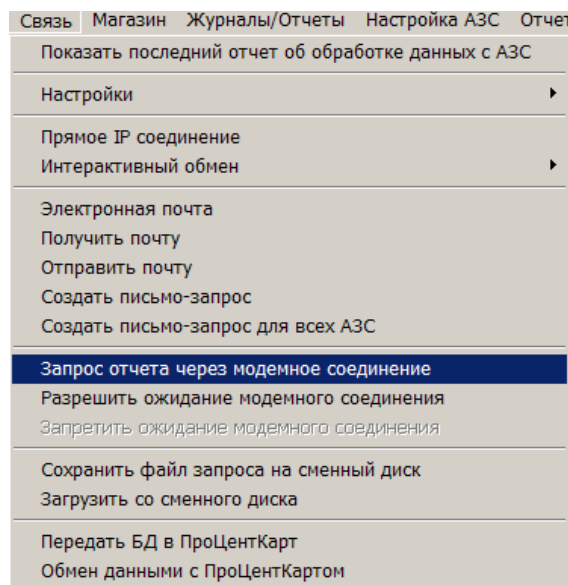 Связь Магазин Журналы/Отчеты Настройка АЗС Отчет
Показать последний отчет об обработке данных с АЗС
Настройки
Прямое IP соединение
Интерактивный обмен
Электронная почта
Получить почту
Отправить почту
Создать письмо-запрос
Создать письмо-запрос для всех АЗС
Запрос отчета через модемное соединение
Разрешить ожидание модемного соединения
Запретить ожидание модемного соединения
Сохранить файл запроса на сменный диск
Загрузить со сменного диска
Передать БД в ПроЦентКарт
Обмен данными с ПроЦентКартом